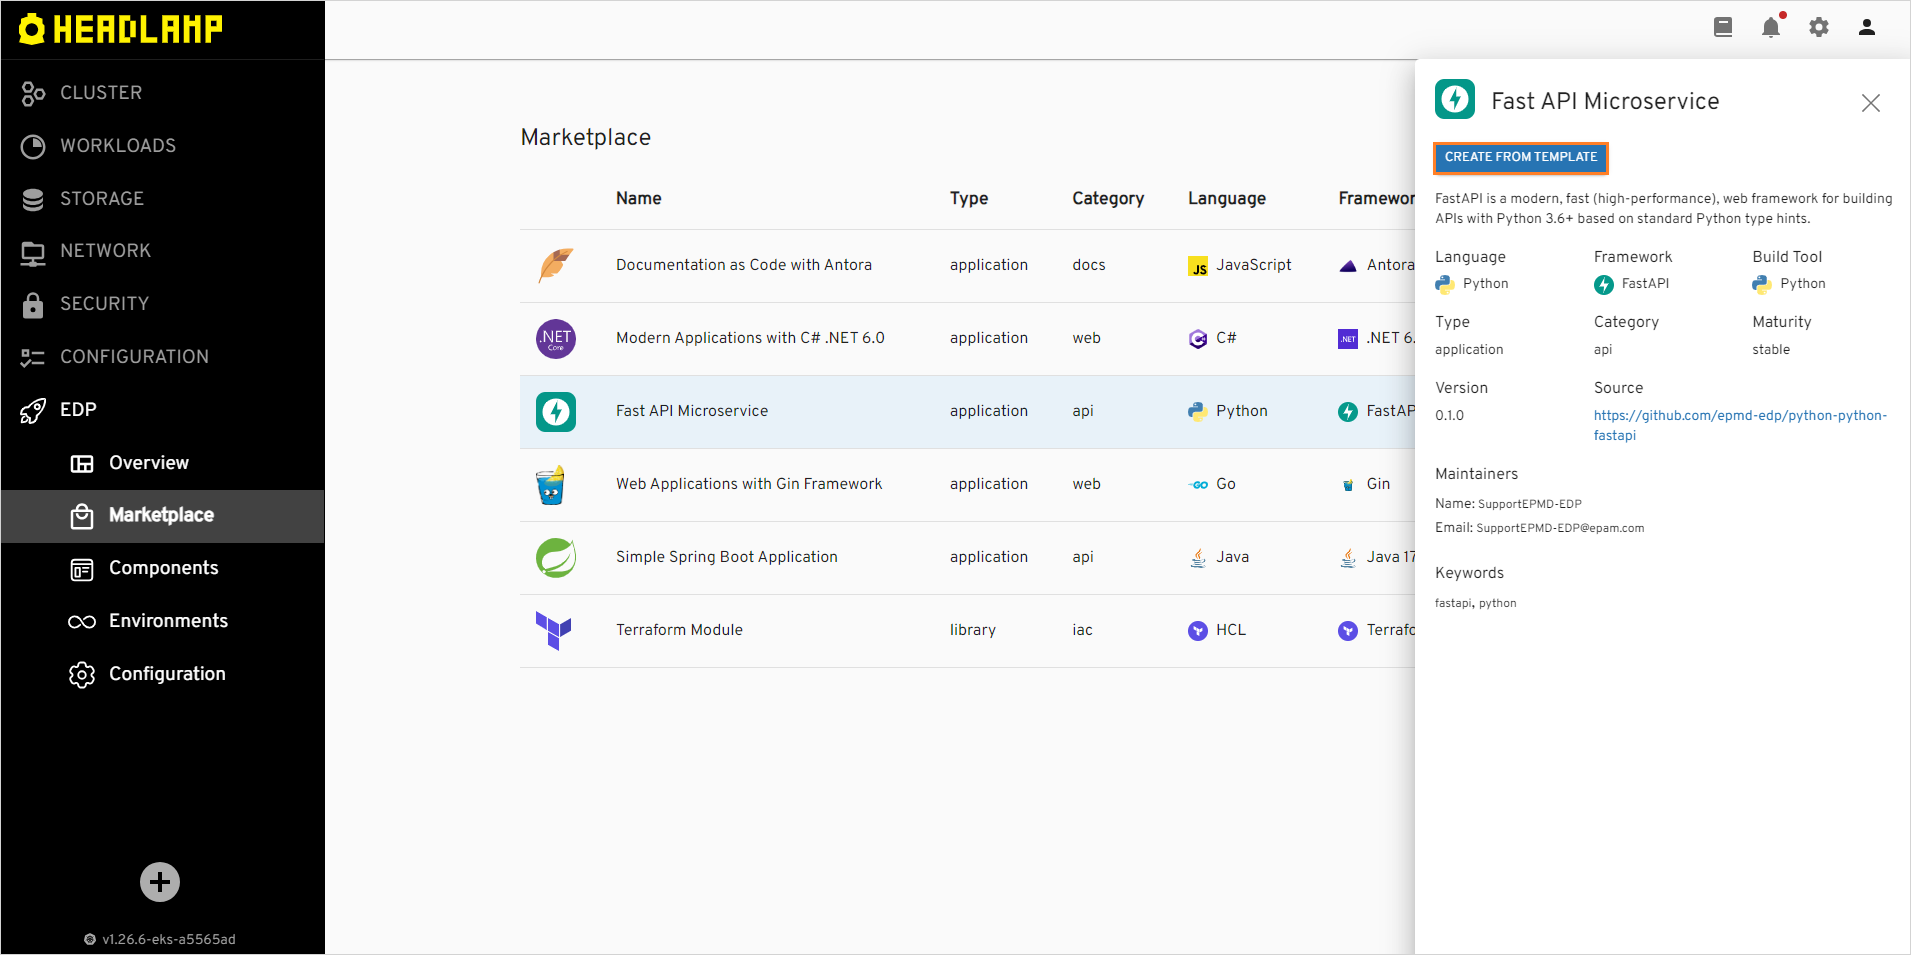 HEADLAMP
CLUSTER
WORKLOADS
STORAGE
NETWORK
SECURITY
CONFIGURATION
EDP
Overview
Marketplace
Components
Environments
Configuration
v1.26.6-eks-a5565ad
Marketplace
Name Type Category Language Framewor
Documentation as Code with Antora application docs JS JavaScript Antora
.NET Core Modern Applications with C# .NET 6.0 application web C# .NET .NET 6.
Fast API Microservice application api Python FastAP
Web Applications with Gin Framework application web GO Go Gin
Simple Spring Boot Application application api Java Java 17
Terraform Module library iac HCL Terrafo
Fast API Microservice
CREATE FROM TEMPLATE
FastAPI is a modern, fast (high-performance), web framework for building
APIs with Python 3.6+ based on standard Python type hints.
Language Framework Build Tool
Python FastAPI Python
Type Category Maturity
application api stable
Version Source
0.1.0 https://github.com/epmd-edp/python-python-
fastapi
Maintainers
Name: SupportEPMD-EDP
Email: SupportEPMD-EDP@epam.com
Keywords
fastapi, python